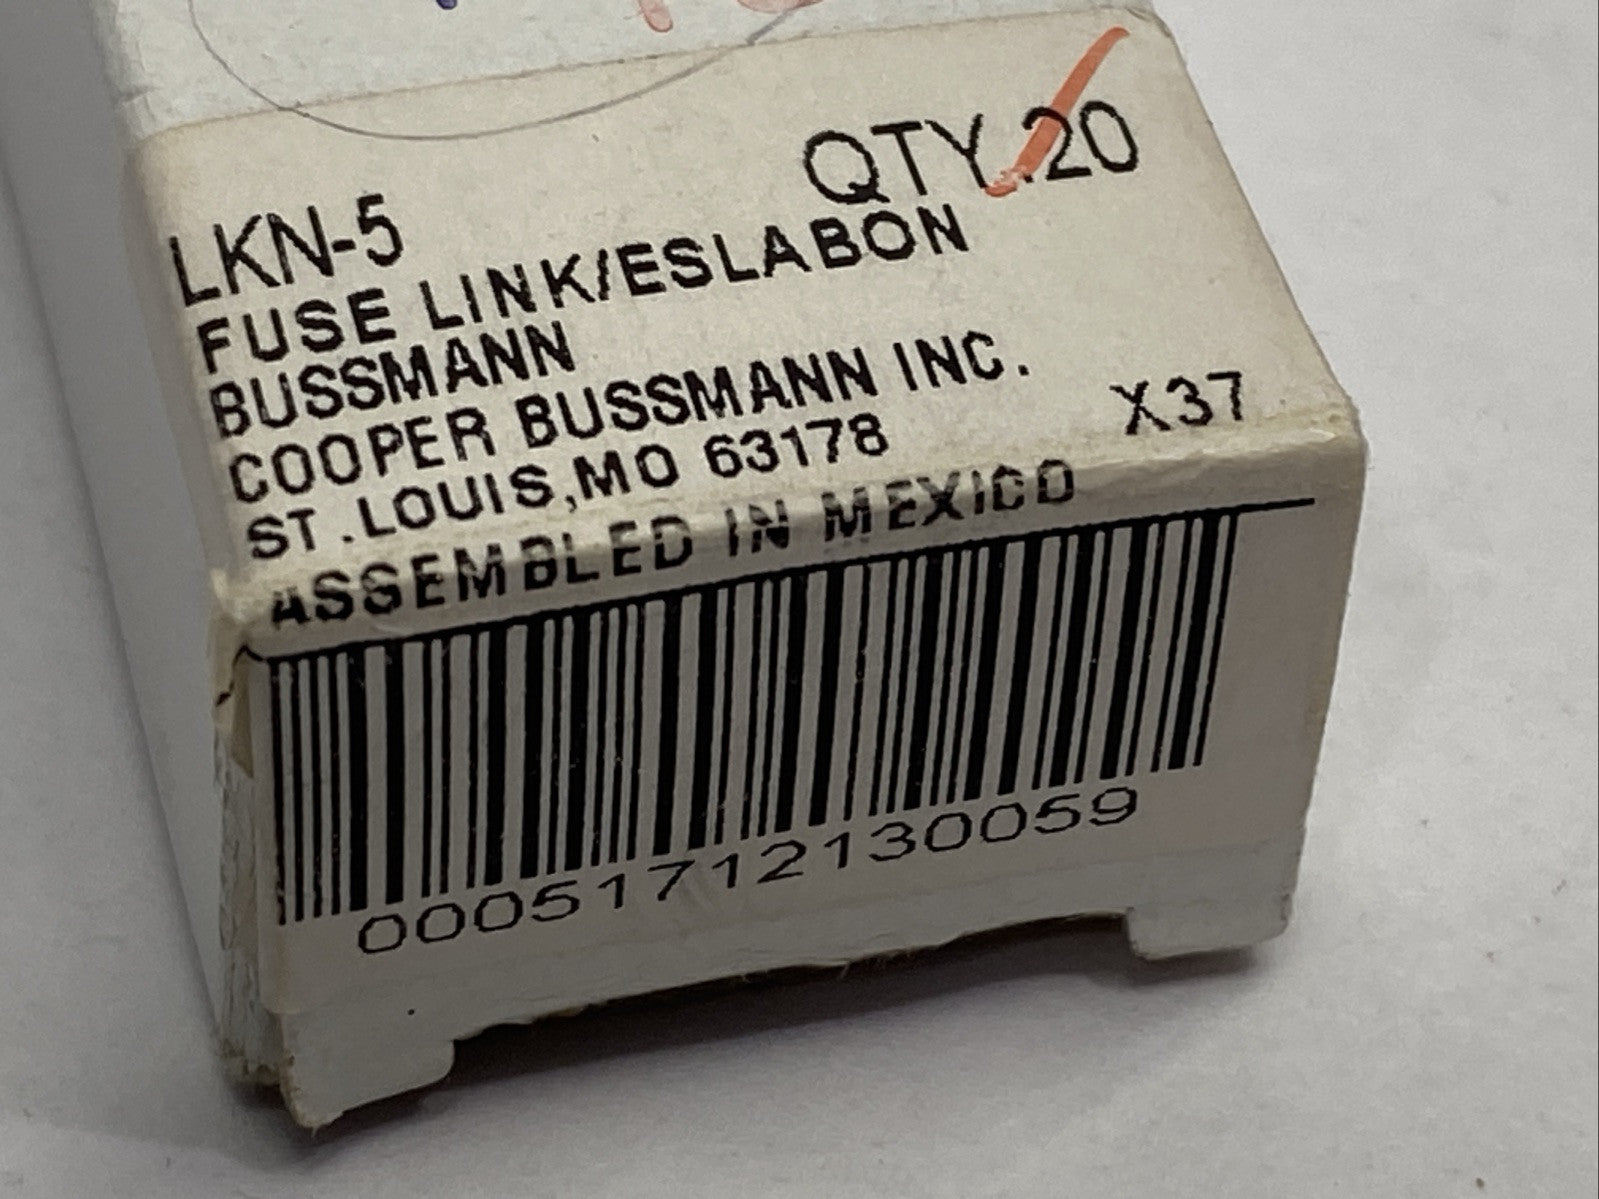 QTY.20
LKN-5
FUSE LINK/ESLABON
BUSSMANN
COOPER BUSSMANN INC.
ST.LOUIS,MO 63178 X37
ASSEMBLED IN MEXICO
00051712130059